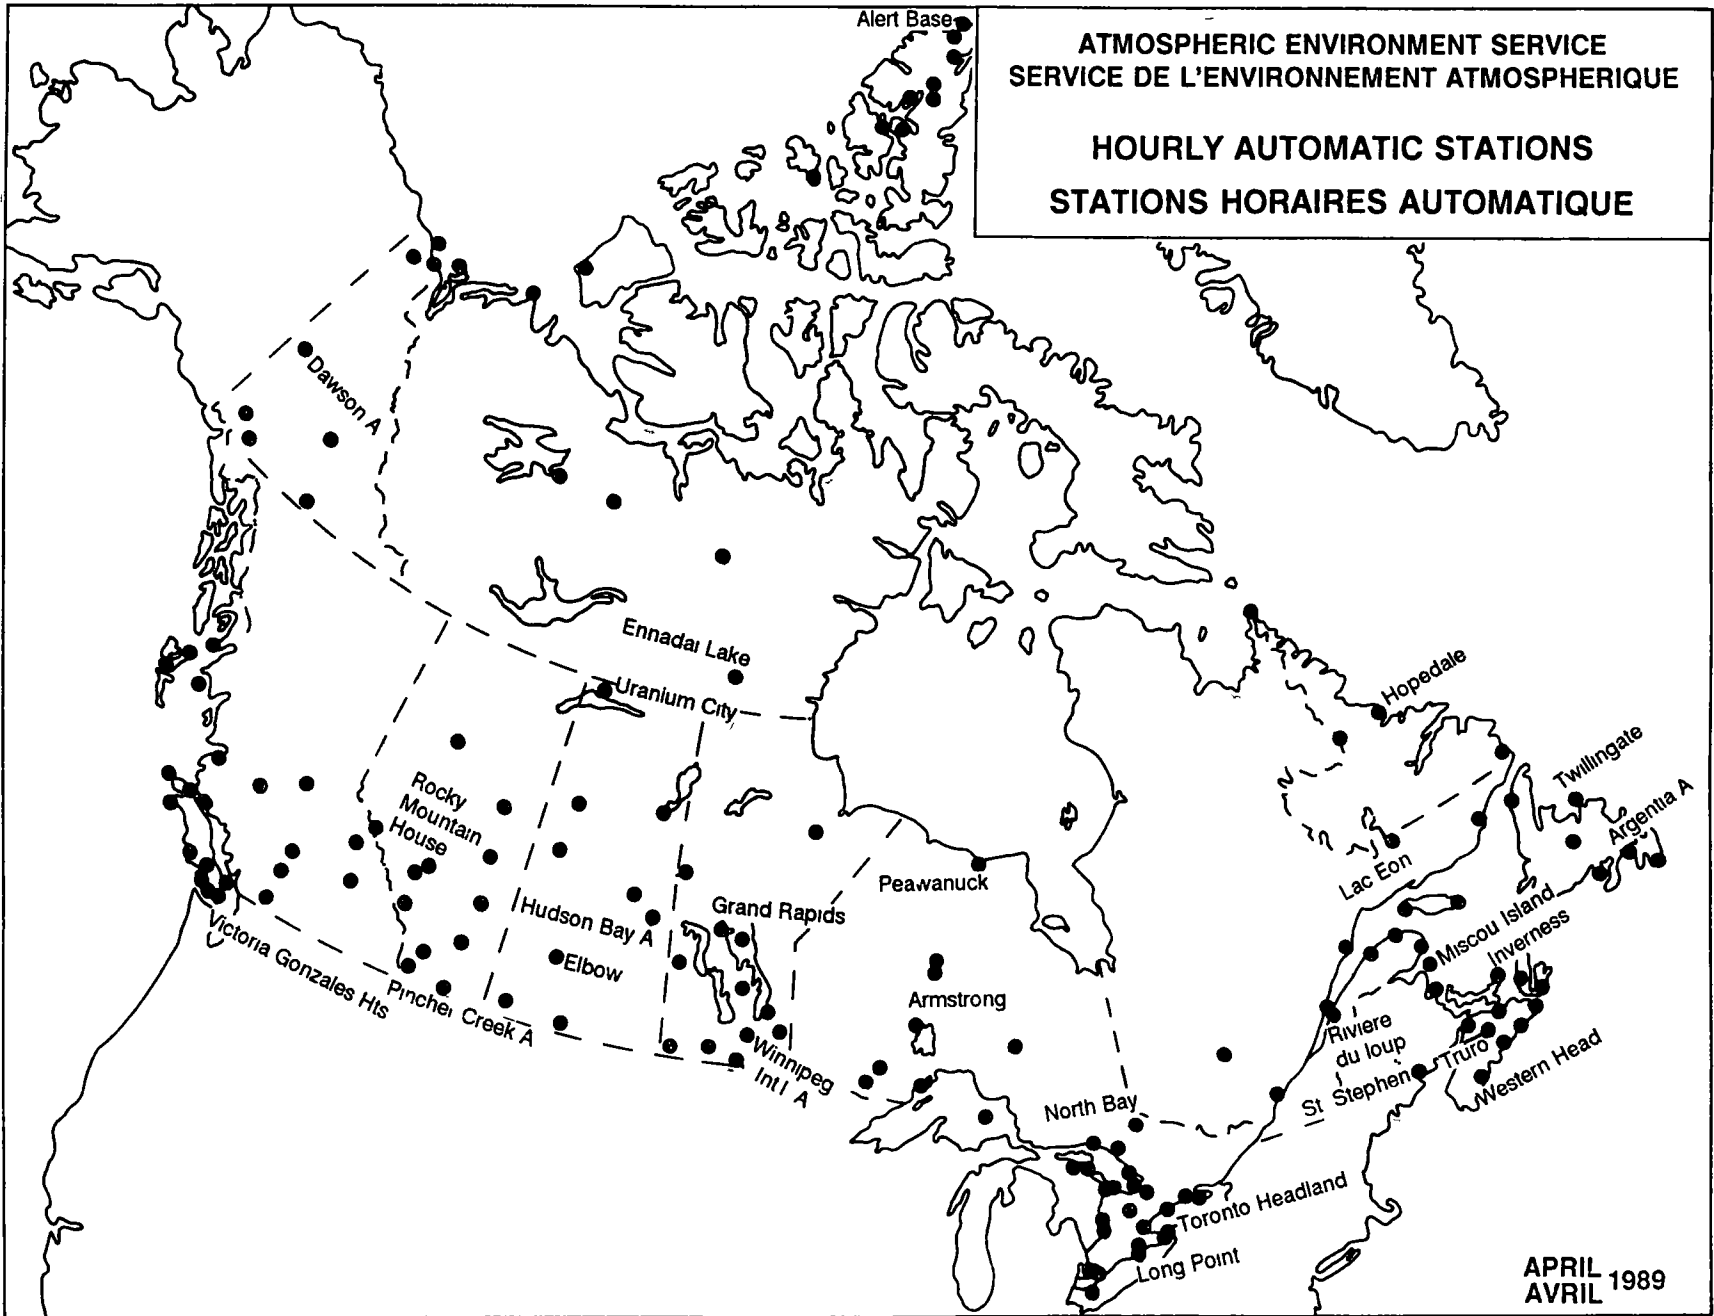 Alert Base
ATMOSPHERIC ENVIRONMENT SERVICE
SERVICE DE L'ENVIRONNEMENT ATMOSPHERIQUE
HOURLY AUTOMATIC STATIONS
STATIONS HORAIRES AUTOMATIQUE
Dawson A
Ennadai Lake
Uranium City
Hopedale
Twillingate
Argentia A
Rocky
Mountain
House
Lac Eon
Peawanuck
Grand Rapids
Hudson Bay A
Elbow
Miscou Island
Inverness
Victoria Gonzales Hts
Pincher Creek A
Armstrong
Winnipeg
Int'l A
Riviere
du loup
Truro
St Stephen
Western Head
North Bay
Toronto Headland
Long Point
APRIL
AVRIL 1989